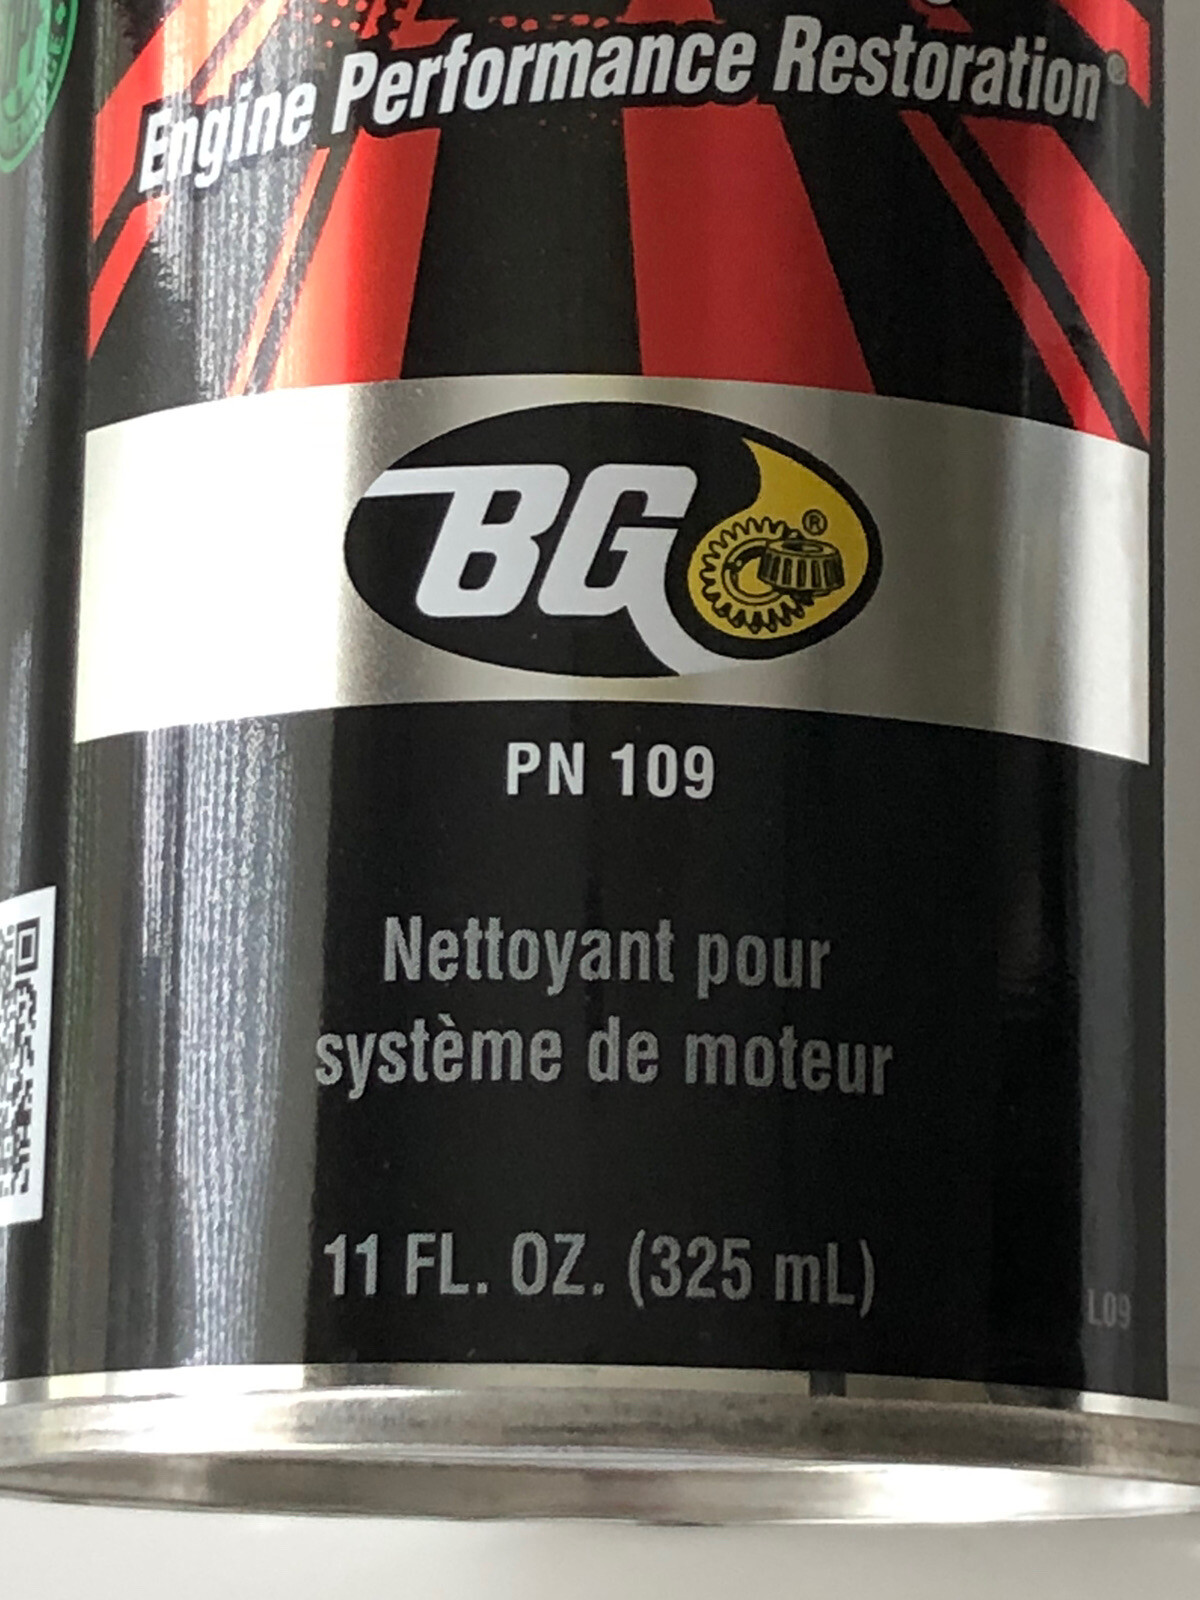 Engine Performance Restoration®
BG®
PN 109
Nettoyant pour
système de moteur
11 FL. OZ. (325 mL)
L09